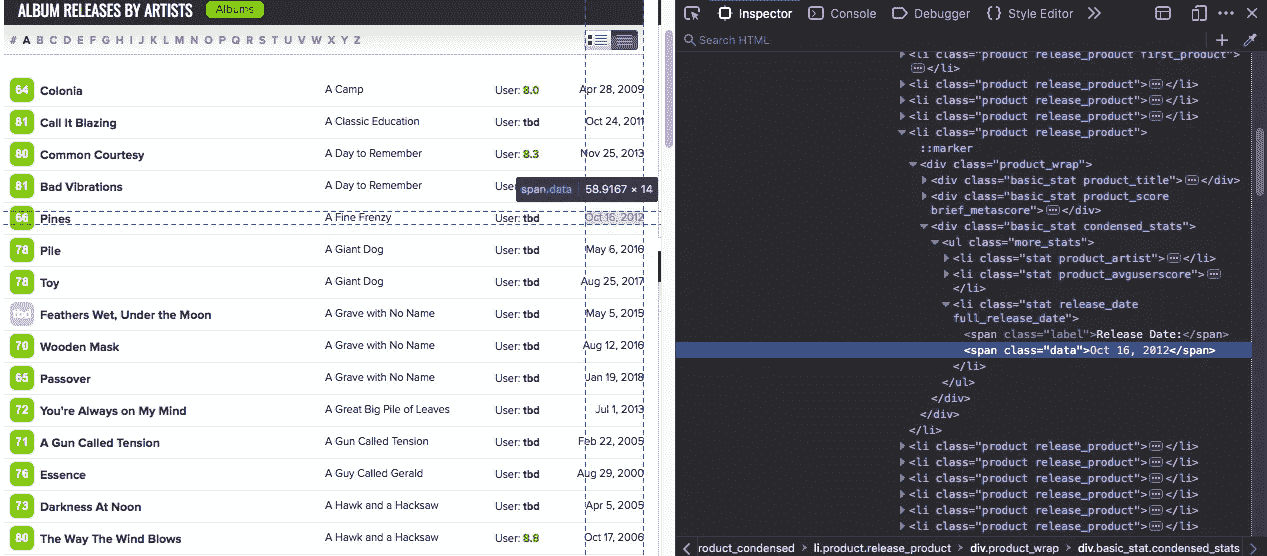 ALBUM RELEASES BY ARTISTS Albums
# A B C D E F G H I J K L M N O P Q R S T U V W X Y Z
64 Colonia A Camp User: 8.0 Apr 28, 2009
81 Call It Blazing A Classic Education User: tbd Oct 24, 2011
80 Common Courtesy A Day to Remember User: 8.3 Nov 25, 2013
81 Bad Vibrations A Day to Remember User
span.data 58.9167 × 14
66 Pines A Fine Frenzy User: tbd Oct 16, 2012
78 Pile A Giant Dog User: tbd May 6, 2016
78 Toy A Giant Dog User: tbd Aug 25, 2017
tbd Feathers Wet, Under the Moon A Grave with No Name User: tbd May 5, 2015
70 Wooden Mask A Grave with No Name User: tbd Aug 12, 2016
65 Passover A Grave with No Name User: tbd Jan 19, 2018
72 You're Always on My Mind A Great Big Pile of Leaves User: tbd Jul 1, 2013
71 A Gun Called Tension A Gun Called Tension User: tbd Feb 22, 2005
76 Essence A Guy Called Gerald User: tbd Aug 29, 2000
73 Darkness At Noon A Hawk and a Hacksaw User: tbd Apr 5, 2005
80 The Way The Wind Blows A Hawk and a Hacksaw User: 8.8 Oct 17, 2006
Inspector Console Debugger {} Style Editor
Search HTML
<li class="product release_product first_product">
</li>
<li class="product release_product"></li>
<li class="product release_product"></li>
<li class="product release_product"></li>
<li class="product release_product">
::marker
<div class="product_wrap">
<div class="basic_stat product_title"></div>
<div class="basic_stat product_score
brief_metascore"></div>
<div class="basic_stat condensed_stats">
<ul class="more_stats">
<li class="stat product_artist"></li>
<li class="stat product_avguserscore">
</li>
<li class="stat release_date
full_release_date">
<span class="label">Release Date:</span>
<span class="data">Oct 16, 2012</span>
</li>
</ul>
</div>
</div>
</li>
<li class="product release_product"></li>
<li class="product release_product"></li>
<li class="product release_product"></li>
<li class="product release_product"></li>
<li class="product release_product"></li>
<li class="product release_product"></li>
roduct_condensed > li.product.release_product > div.product_wrap > div.basic_stat.condensed_stats